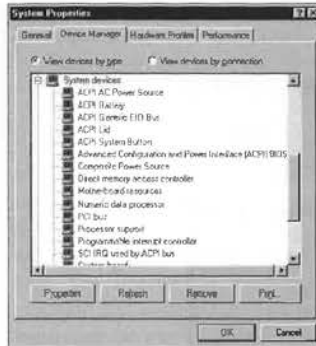 System Properties
General Device Manager Hardware Profiles Performance
View devices by type View devices by connection
System devices
ACPI AC Power Source
ACPI Battery
ACPI Generic EIO Bus
ACPI Lid
ACPI System Button
Advanced Configuration and Power Interface (ACPI) BIOS
Composite Power Source
Direct memory access controller
Motherboard resources
Numeric data processor
PCI bus
Processor support
Programmable interrupt controller
SCI IRQ used by ACPI bus
System board
Properties Refresh Remove Print...
OK Cancel